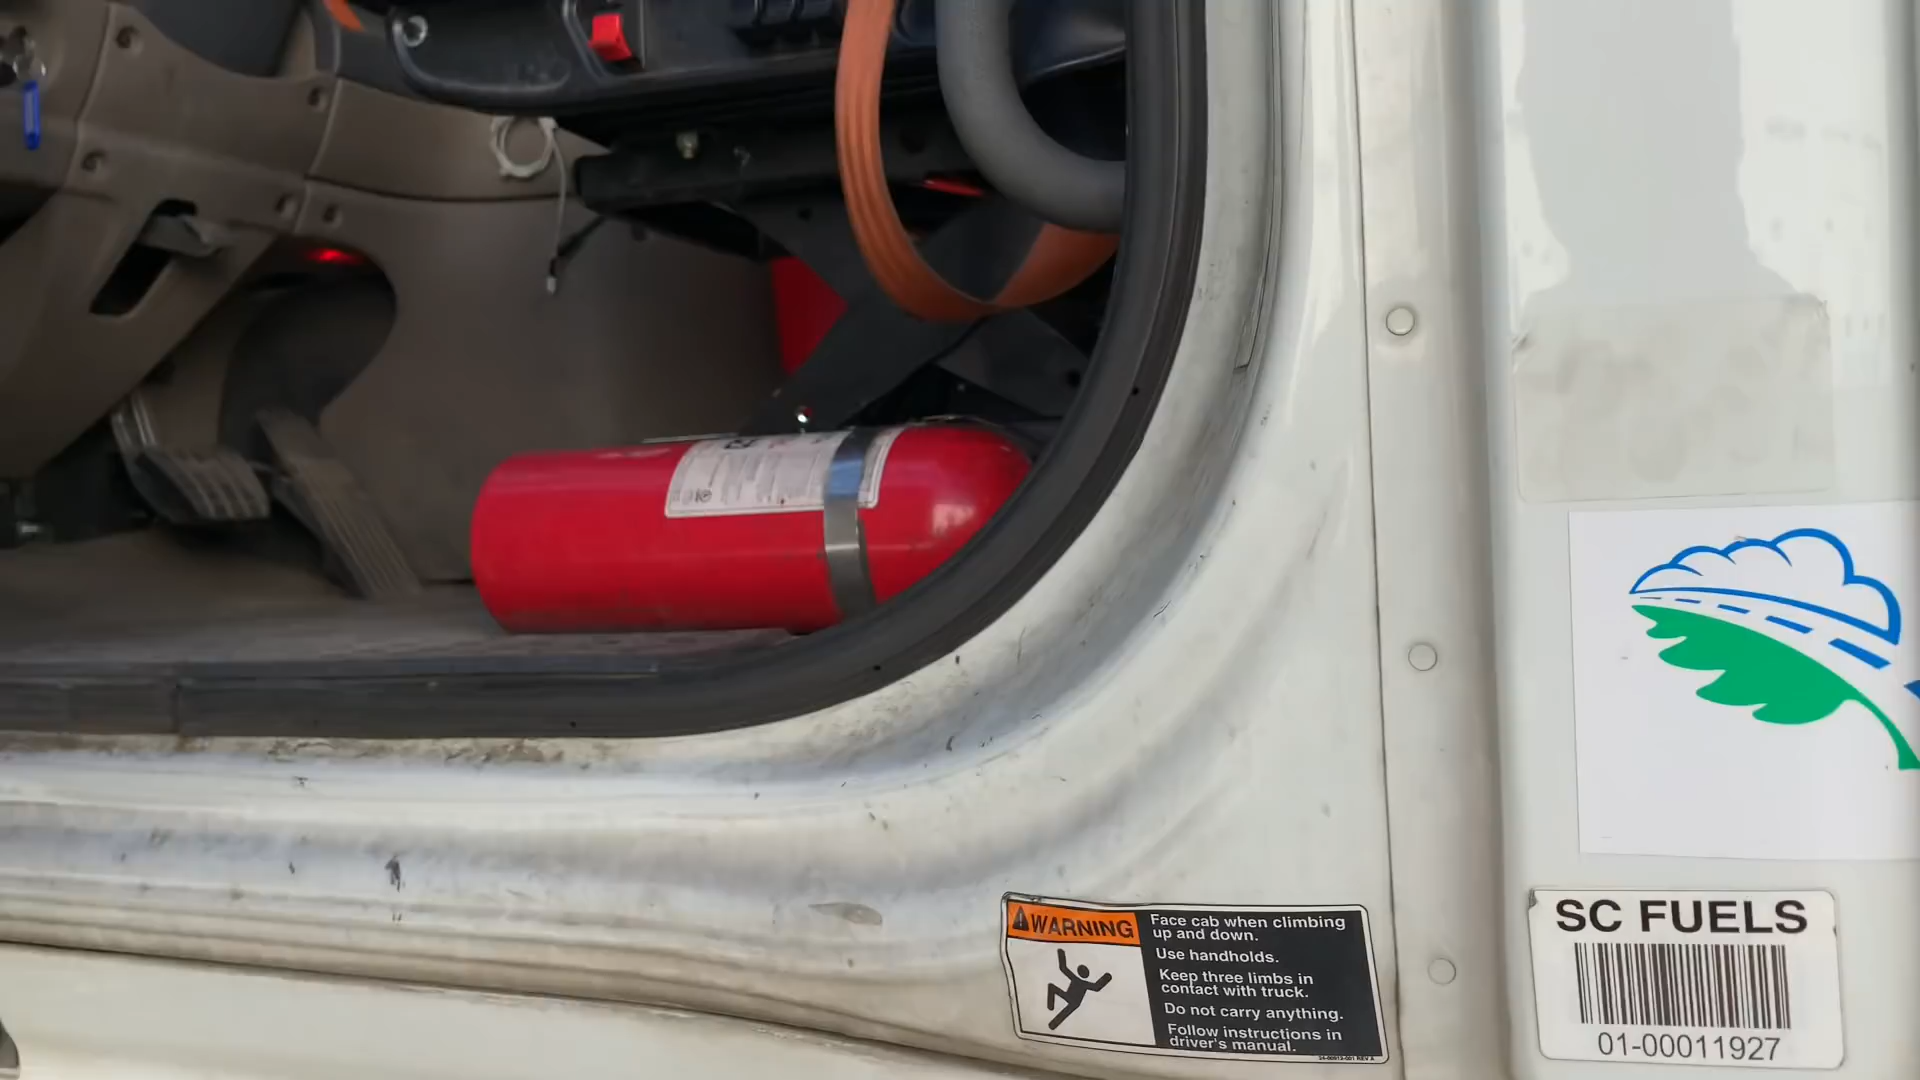 WARNING
Face cab when climbing
up and down.
Use handholds.
Keep three limbs in
contact with truck.
Do not carry anything.
Follow instructions in
driver's manual.
SC FUELS
01-00011927